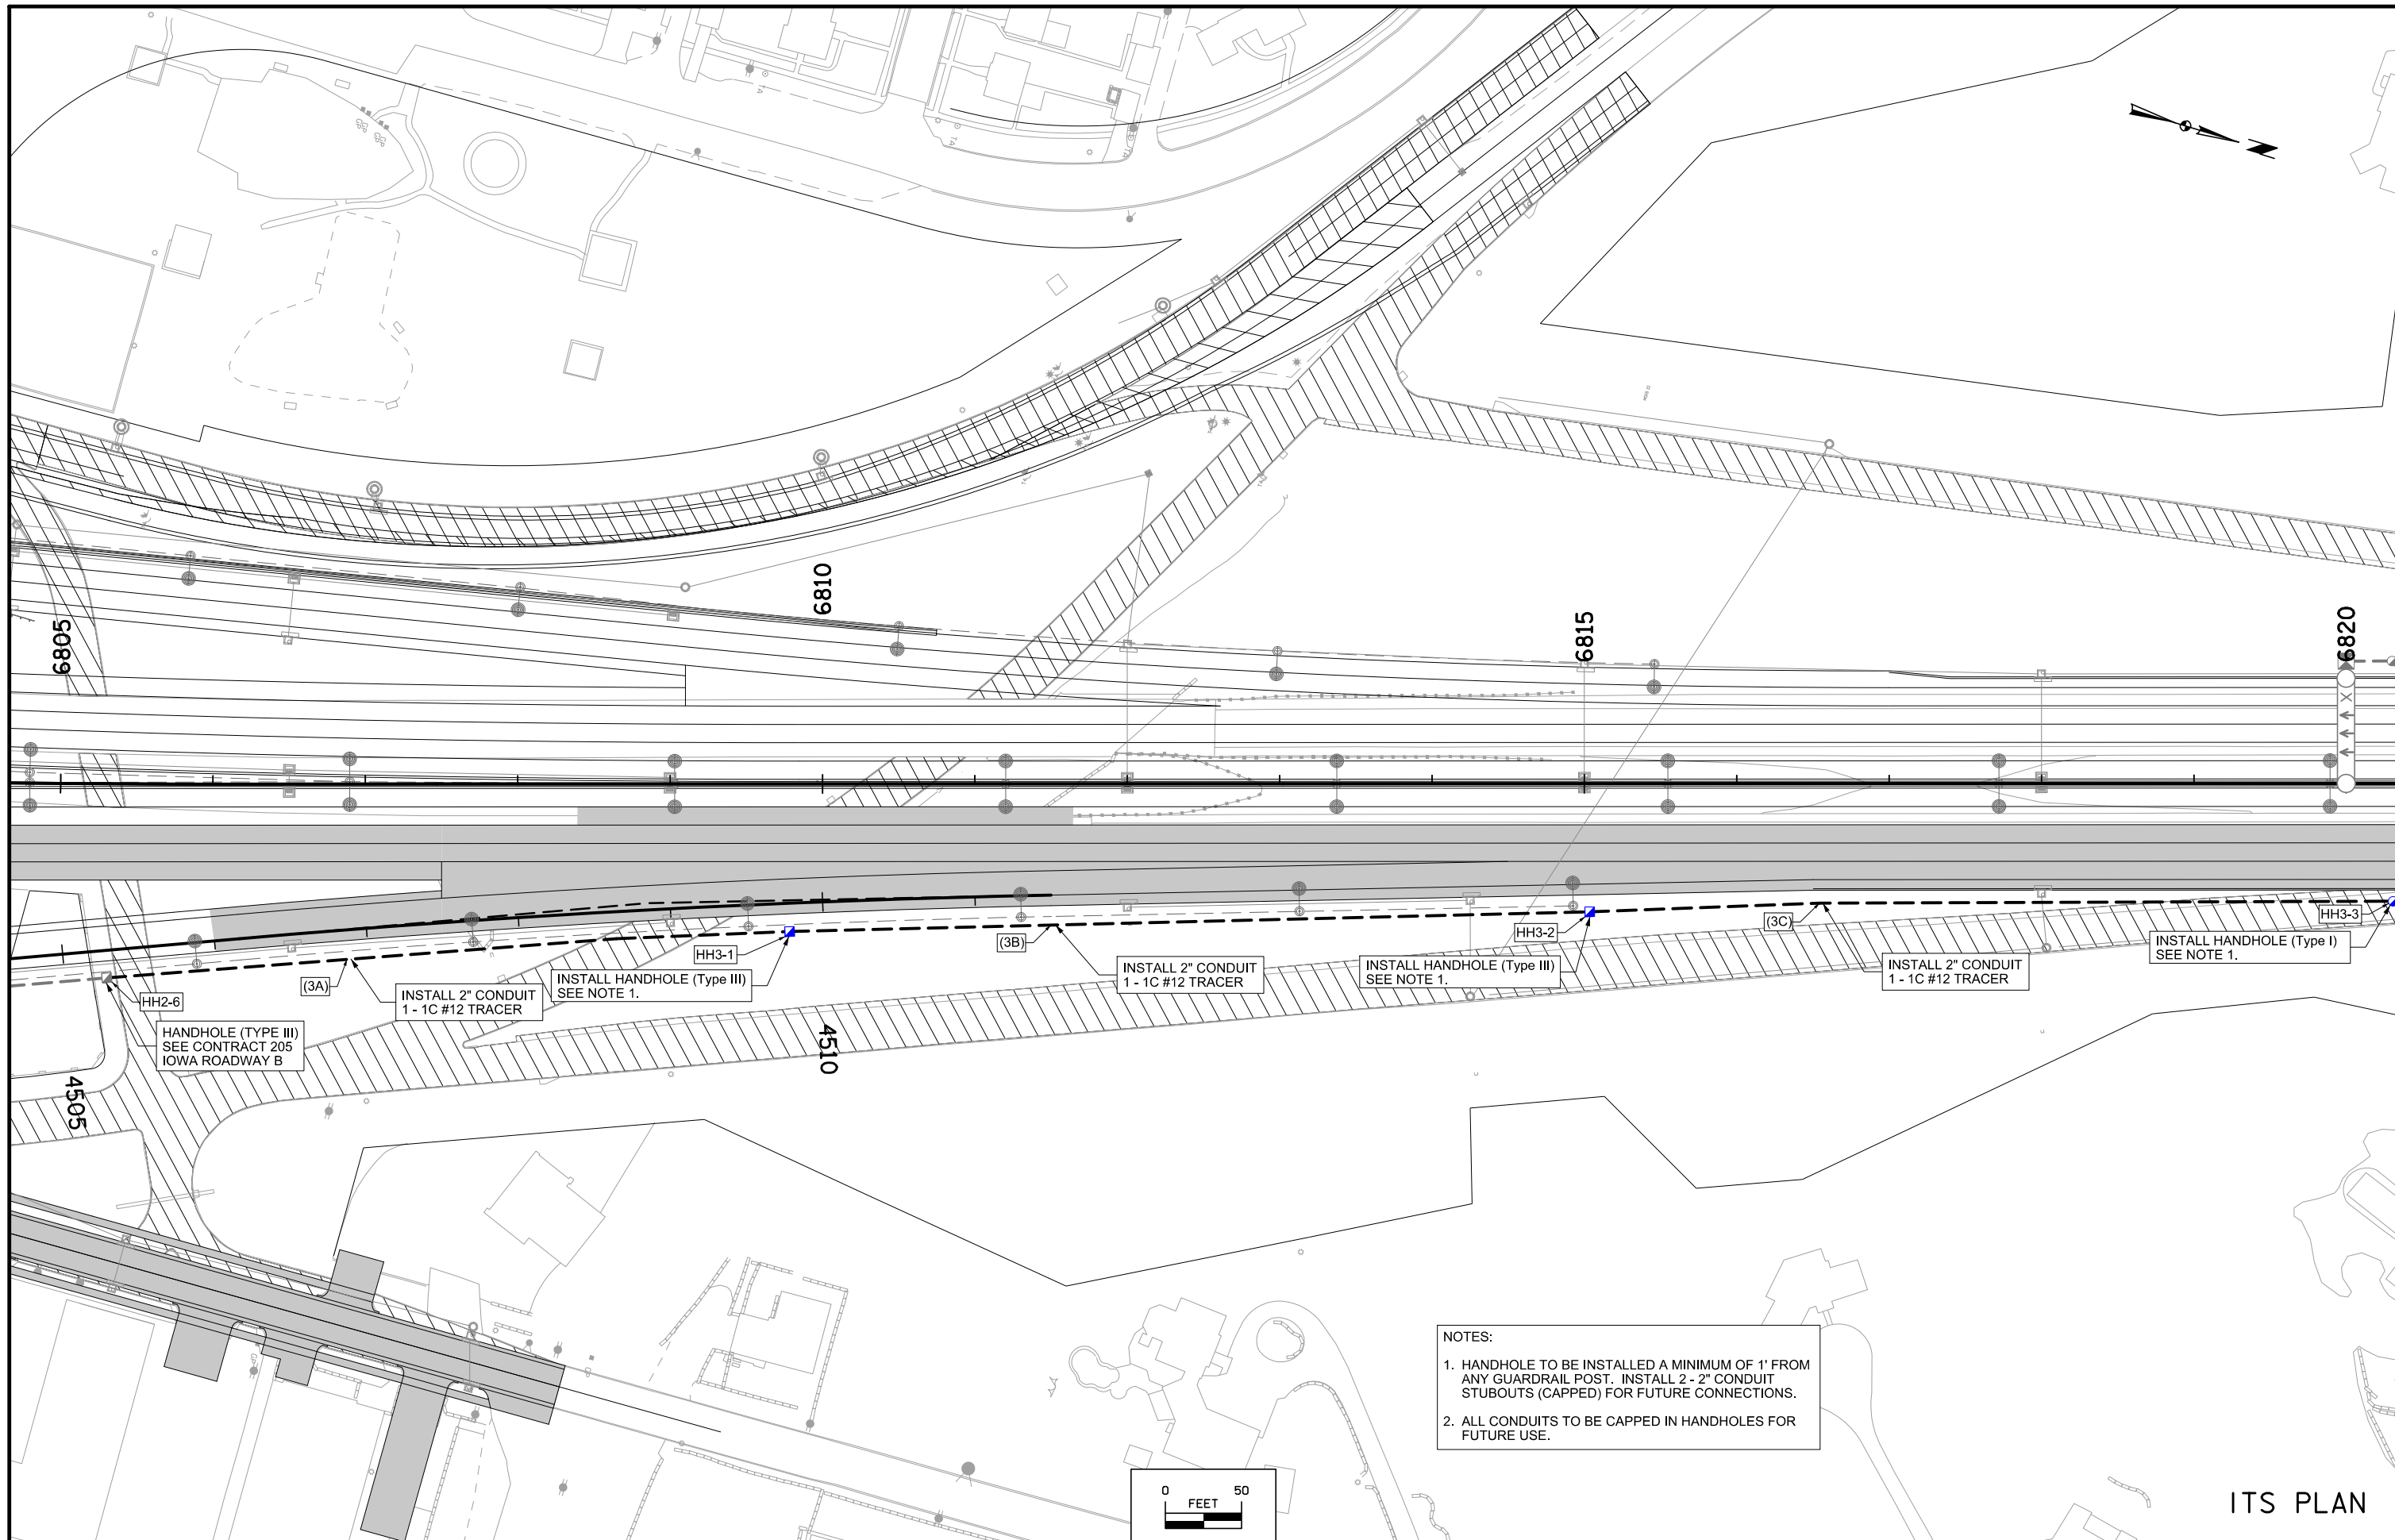 6805
6810
6815
6820
HH2-6
HANDHOLE (TYPE III)
SEE CONTRACT 205
IOWA ROADWAY B
(3A)
INSTALL 2" CONDUIT
1 - 1C #12 TRACER
HH3-1
INSTALL HANDHOLE (Type III)
SEE NOTE 1.
(3B)
INSTALL 2" CONDUIT
1 - 1C #12 TRACER
HH3-2
INSTALL HANDHOLE (Type III)
SEE NOTE 1.
(3C)
INSTALL 2" CONDUIT
1 - 1C #12 TRACER
HH3-3
INSTALL HANDHOLE (Type I)
SEE NOTE 1.
4505
4510
NOTES:
1. HANDHOLE TO BE INSTALLED A MINIMUM OF 1' FROM
ANY GUARDRAIL POST. INSTALL 2 - 2" CONDUIT
STUBOUTS (CAPPED) FOR FUTURE CONNECTIONS.
2. ALL CONDUITS TO BE CAPPED IN HANDHOLES FOR
FUTURE USE.
0 50
FEET
ITS PLAN
N